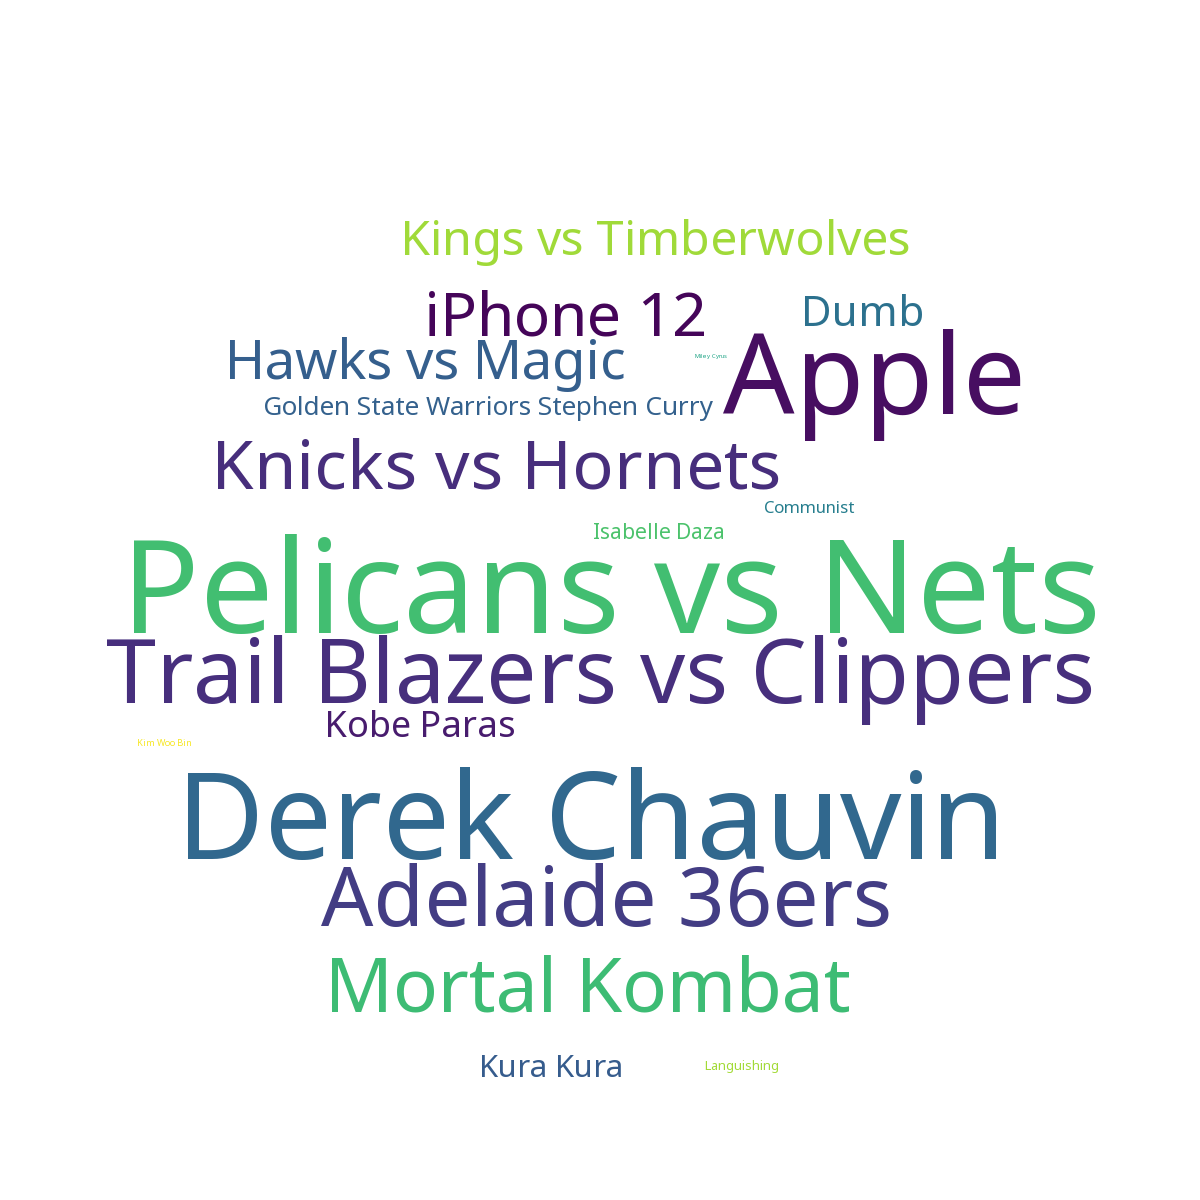 Kings vs Timberwolves
iPhone 12
Dumb
Hawks vs Magic
Miley Cyrus
Apple
Golden State Warriors Stephen Curry
Knicks vs Hornets
Communist
Isabelle Daza
Pelicans vs Nets
Trail Blazers vs Clippers
Kobe Paras
Kim Woo Bin
Derek Chauvin
Adelaide 36ers
Mortal Kombat
Kura Kura
Languishing